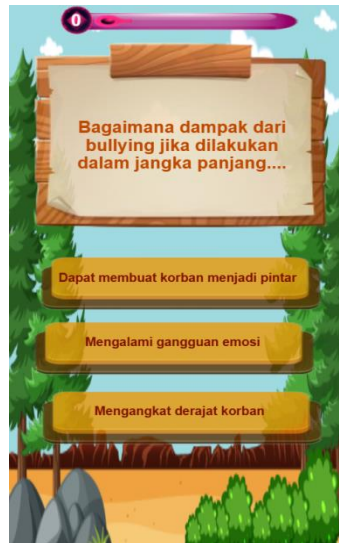 0
Bagaimana dampak dari
bullying jika dilakukan
dalam jangka panjang....
Dapat membuat korban menjadi pintar
Mengalami gangguan emosi
Mengangkat derajat korban